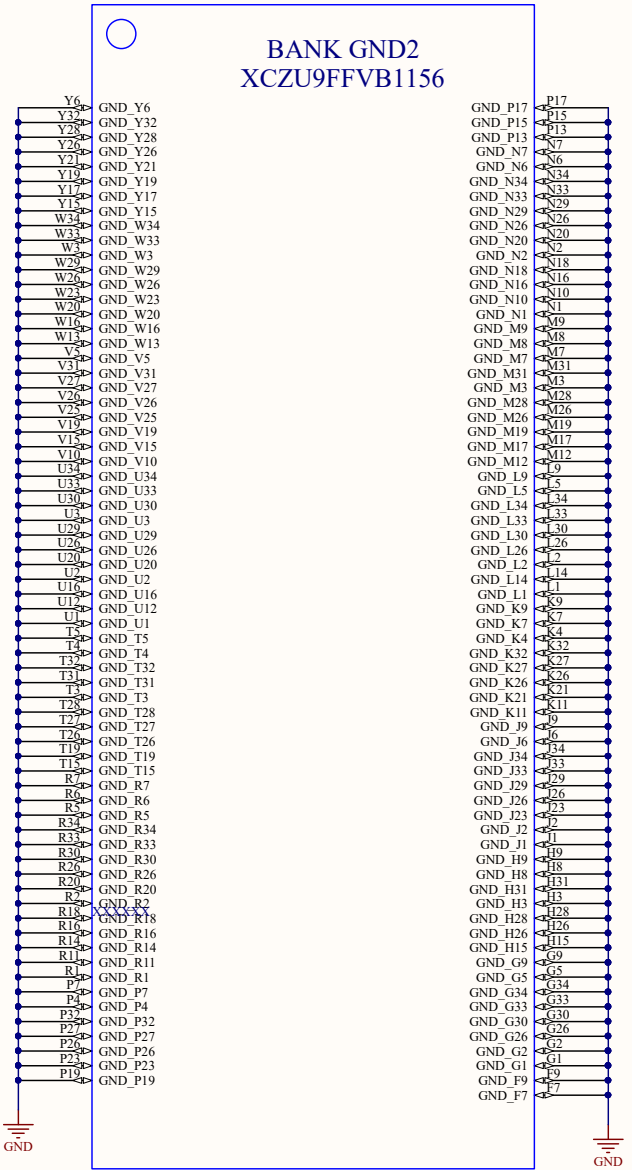 BANK GND2
XCZU9FFVB1156
Y6 GND_Y6 GND_P17 P17
Y32 GND_Y32 GND_P15 P15
Y28 GND_Y28 GND_P13 P13
Y26 GND_Y26 GND_N7 N7
Y21 GND_Y21 GND_N6 N6
Y19 GND_Y19 GND_N34 N34
Y17 GND_Y17 GND_N33 N33
Y15 GND_Y15 GND_N29 N29
W34 GND_W34 GND_N26 N26
W33 GND_W33 GND_N20 N20
W3 GND_W3 GND_N2 N2
W29 GND_W29 GND_N18 N18
W26 GND_W26 GND_N16 N16
W23 GND_W23 GND_N10 N10
W20 GND_W20 GND_N1 N1
W16 GND_W16 GND_M9 M9
W13 GND_W13 GND_M8 M8
V5 GND_V5 GND_M7 M7
V31 GND_V31 GND_M31 M31
V27 GND_V27 GND_M3 M3
V26 GND_V26 GND_M28 M28
V25 GND_V25 GND_M26 M26
V19 GND_V19 GND_M19 M19
V15 GND_V15 GND_M17 M17
V10 GND_V10 GND_M12 M12
U34 GND_U34 GND_L9 L9
U33 GND_U33 GND_L5 L5
U30 GND_U30 GND_L34 L34
U3 GND_U3 GND_L33 L33
U29 GND_U29 GND_L30 L30
U26 GND_U26 GND_L26 L26
U20 GND_U20 GND_L2 L2
U2 GND_U2 GND_L14 L14
U16 GND_U16 GND_L1 L1
U12 GND_U12 GND_K9 K9
U1 GND_U1 GND_K7 K7
T5 GND_T5 GND_K4 K4
T4 GND_T4 GND_K32 K32
T32 GND_T32 GND_K27 K27
T31 GND_T31 GND_K26 K26
T3 GND_T3 GND_K21 K21
T28 GND_T28 GND_K11 K11
T27 GND_T27 GND_J9 J9
T26 GND_T26 GND_J6 J6
T19 GND_T19 GND_J34 J34
T15 GND_T15 GND_J33 J33
R7 GND_R7 GND_J29 J29
R6 GND_R6 GND_J26 J26
R5 GND_R5 GND_J23 J23
R34 GND_R34 GND_J2 J2
R33 GND_R33 GND_J1 J1
R30 GND_R30 GND_H9 H9
R26 GND_R26 GND_H8 H8
R20 GND_R20 GND_H31 H31
R2 GND_R2 GND_H3 H3
XXXXXX
R18 GND_R18 GND_H28 H28
R16 GND_R16 GND_H26 H26
R14 GND_R14 GND_H15 H15
R11 GND_R11 GND_G9 G9
R1 GND_R1 GND_G5 G5
P7 GND_P7 GND_G34 G34
P4 GND_P4 GND_G33 G33
P32 GND_P32 GND_G30 G30
P27 GND_P27 GND_G26 G26
P26 GND_P26 GND_G2 G2
P23 GND_P23 GND_G1 G1
P19 GND_P19 GND_F9 F9
GND_F7 F7
GND
GND